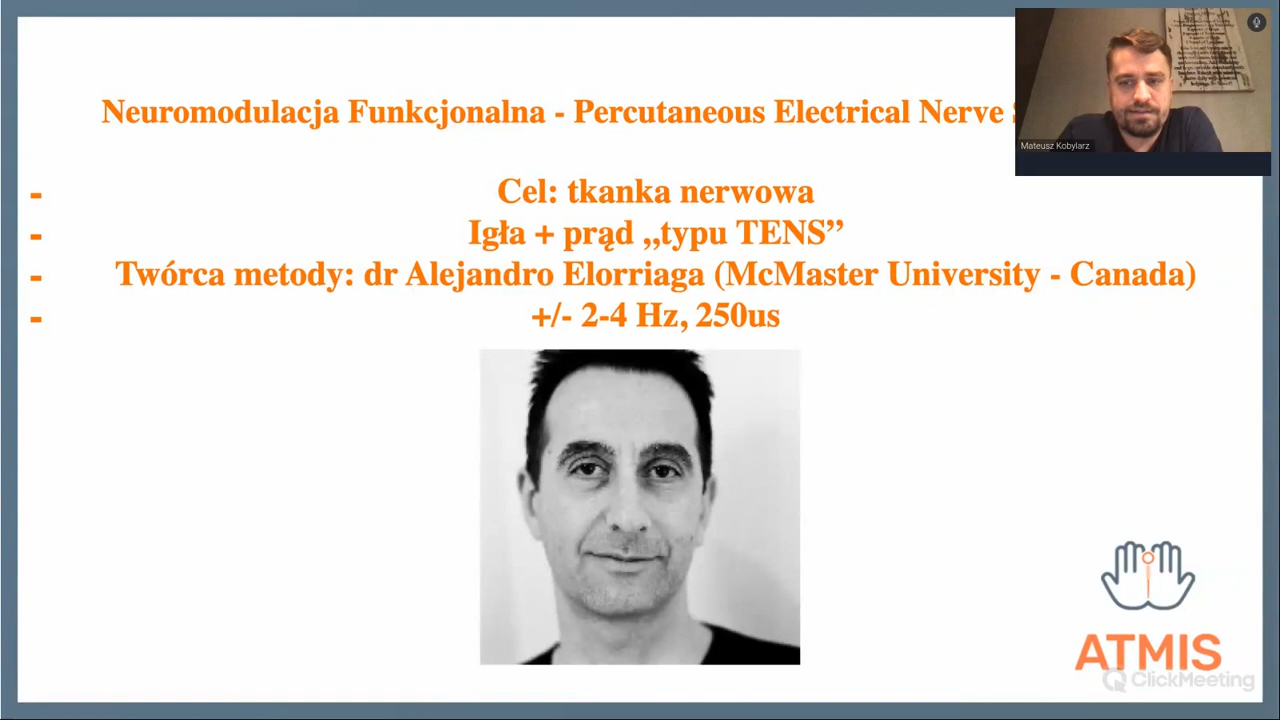 Neuromodulacja Funkcjonalna - Percutaneous Electrical Nerve
Mateusz Kobylarz
- Cel: tkanka nerwowa
- Igła + prąd „typu TENS”
- Twórca metody: dr Alejandro Elorriaga (McMaster University - Canada)
- +/- 2-4 Hz, 250us
ATMIS
ClickMeeting